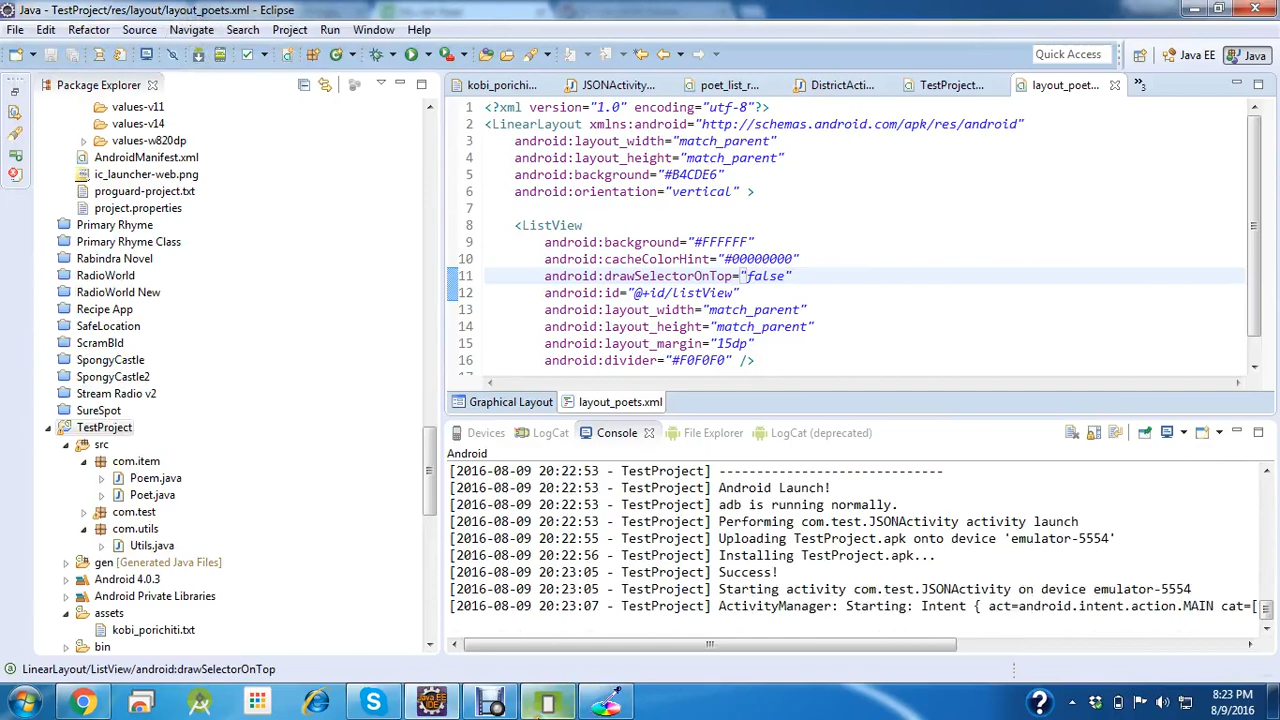 Java - TestProject/res/layout/layout_poets.xml - Eclipse
File Edit Refactor Source Navigate Search Project Run Window Help
Quick Access Java EE Java
Package Explorer
values-v11
values-v14
values-w820dp
AndroidManifest.xml
ic_launcher-web.png
proguard-project.txt
project.properties
Primary Rhyme
Primary Rhyme Class
Rabindra Novel
RadioWorld
RadioWorld New
Recipe App
SafeLocation
ScramBld
SpongyCastle
SpongyCastle2
Stream Radio v2
SureSpot
TestProject
src
com.item
Poem.java
Poet.java
com.test
com.utils
Utils.java
gen [Generated Java Files]
Android 4.0.3
Android Private Libraries
assets
kobi_porichiti.txt
bin
kobi_porichi... JSONActivity... poet_list_r... DistrictActi... TestProject... layout_poet... »3
1 <?xml version="1.0" encoding="utf-8"?>
2 <LinearLayout xmlns:android="http://schemas.android.com/apk/res/android"
3 android:layout_width="match_parent"
4 android:layout_height="match_parent"
5 android:background="#B4CDE6"
6 android:orientation="vertical" >
7
8 <ListView
9 android:background="#FFFFFF"
10 android:cacheColorHint="#00000000"
11 android:drawSelectorOnTop="false"
12 android:id="@+id/listView"
13 android:layout_width="match_parent"
14 android:layout_height="match_parent"
15 android:layout_margin="15dp"
16 android:divider="#F0F0F0" />
Graphical Layout layout_poets.xml
Devices LogCat Console File Explorer LogCat (deprecated)
Android
[2016-08-09 20:22:53 - TestProject] ------------------------------
[2016-08-09 20:22:53 - TestProject] Android Launch!
[2016-08-09 20:22:53 - TestProject] adb is running normally.
[2016-08-09 20:22:53 - TestProject] Performing com.test.JSONActivity activity launch
[2016-08-09 20:22:55 - TestProject] Uploading TestProject.apk onto device 'emulator-5554'
[2016-08-09 20:22:56 - TestProject] Installing TestProject.apk...
[2016-08-09 20:23:05 - TestProject] Success!
[2016-08-09 20:23:05 - TestProject] Starting activity com.test.JSONActivity on device emulator-5554
[2016-08-09 20:23:07 - TestProject] ActivityManager: Starting: Intent { act=android.intent.action.MAIN cat=[
LinearLayout/ListView/android:drawSelectorOnTop
8:23 PM
8/9/2016